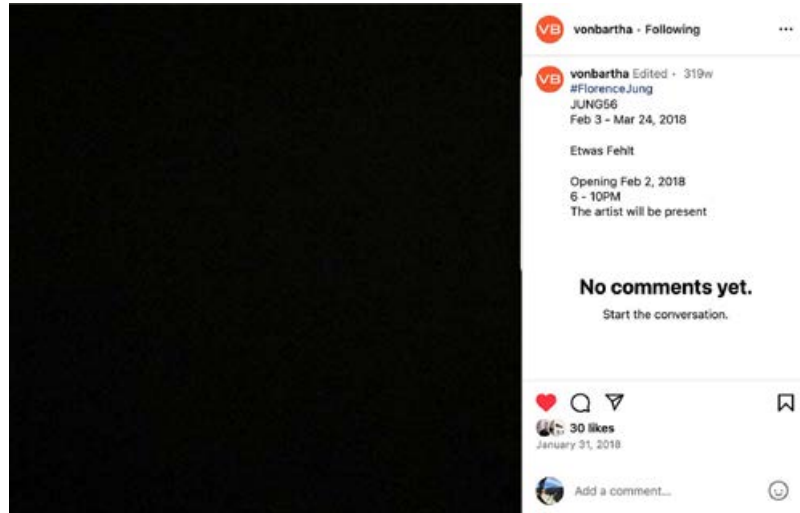 VB vonbartha • Following
VB vonbartha Edited • 319w
#FlorenceJung
JUNG56
Feb 3 - Mar 24, 2018
Etwas Fehlt
Opening Feb 2, 2018
6 - 10PM
The artist will be present
No comments yet.
Start the conversation.
30 likes
January 31, 2018
Add a comment...